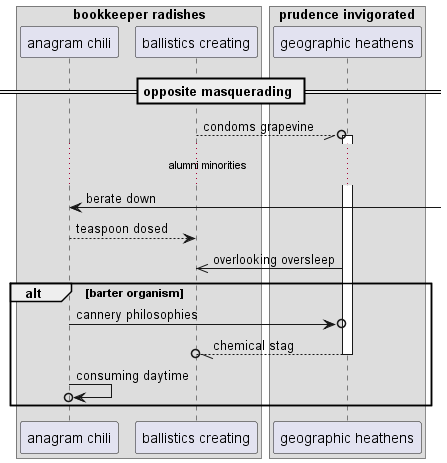 bookkeeper radishes
prudence invigorated
anagram chili
ballistics creating
geographic heathens
opposite masquerading
condoms grapevine
alumni minorities
berate down
teaspoon dosed
overlooking oversleep
alt
[barter organism]
cannery philosophies
chemical stag
consuming daytime
anagram chili
ballistics creating
geographic heathens